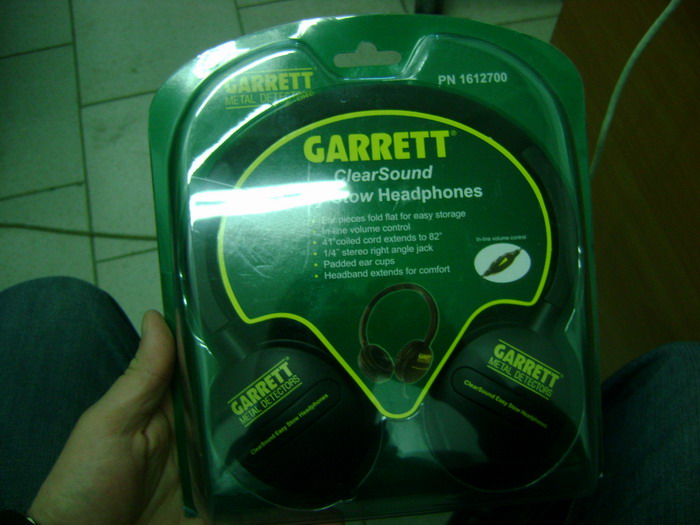 GARRETT
METAL DETECTORS
PN 1612700
GARRETT®
ClearSound
Stow Headphones
Ear pieces fold flat for easy storage
In-line volume control
41" coiled cord extends to 82"
1/4" stereo right angle jack
Padded ear cups
Headband extends for comfort
In-line volume control
GARRETT
METAL DETECTORS
ClearSound Easy Stow Headphones
GARRETT
METAL DETECTORS
ClearSound Easy Stow Headphones